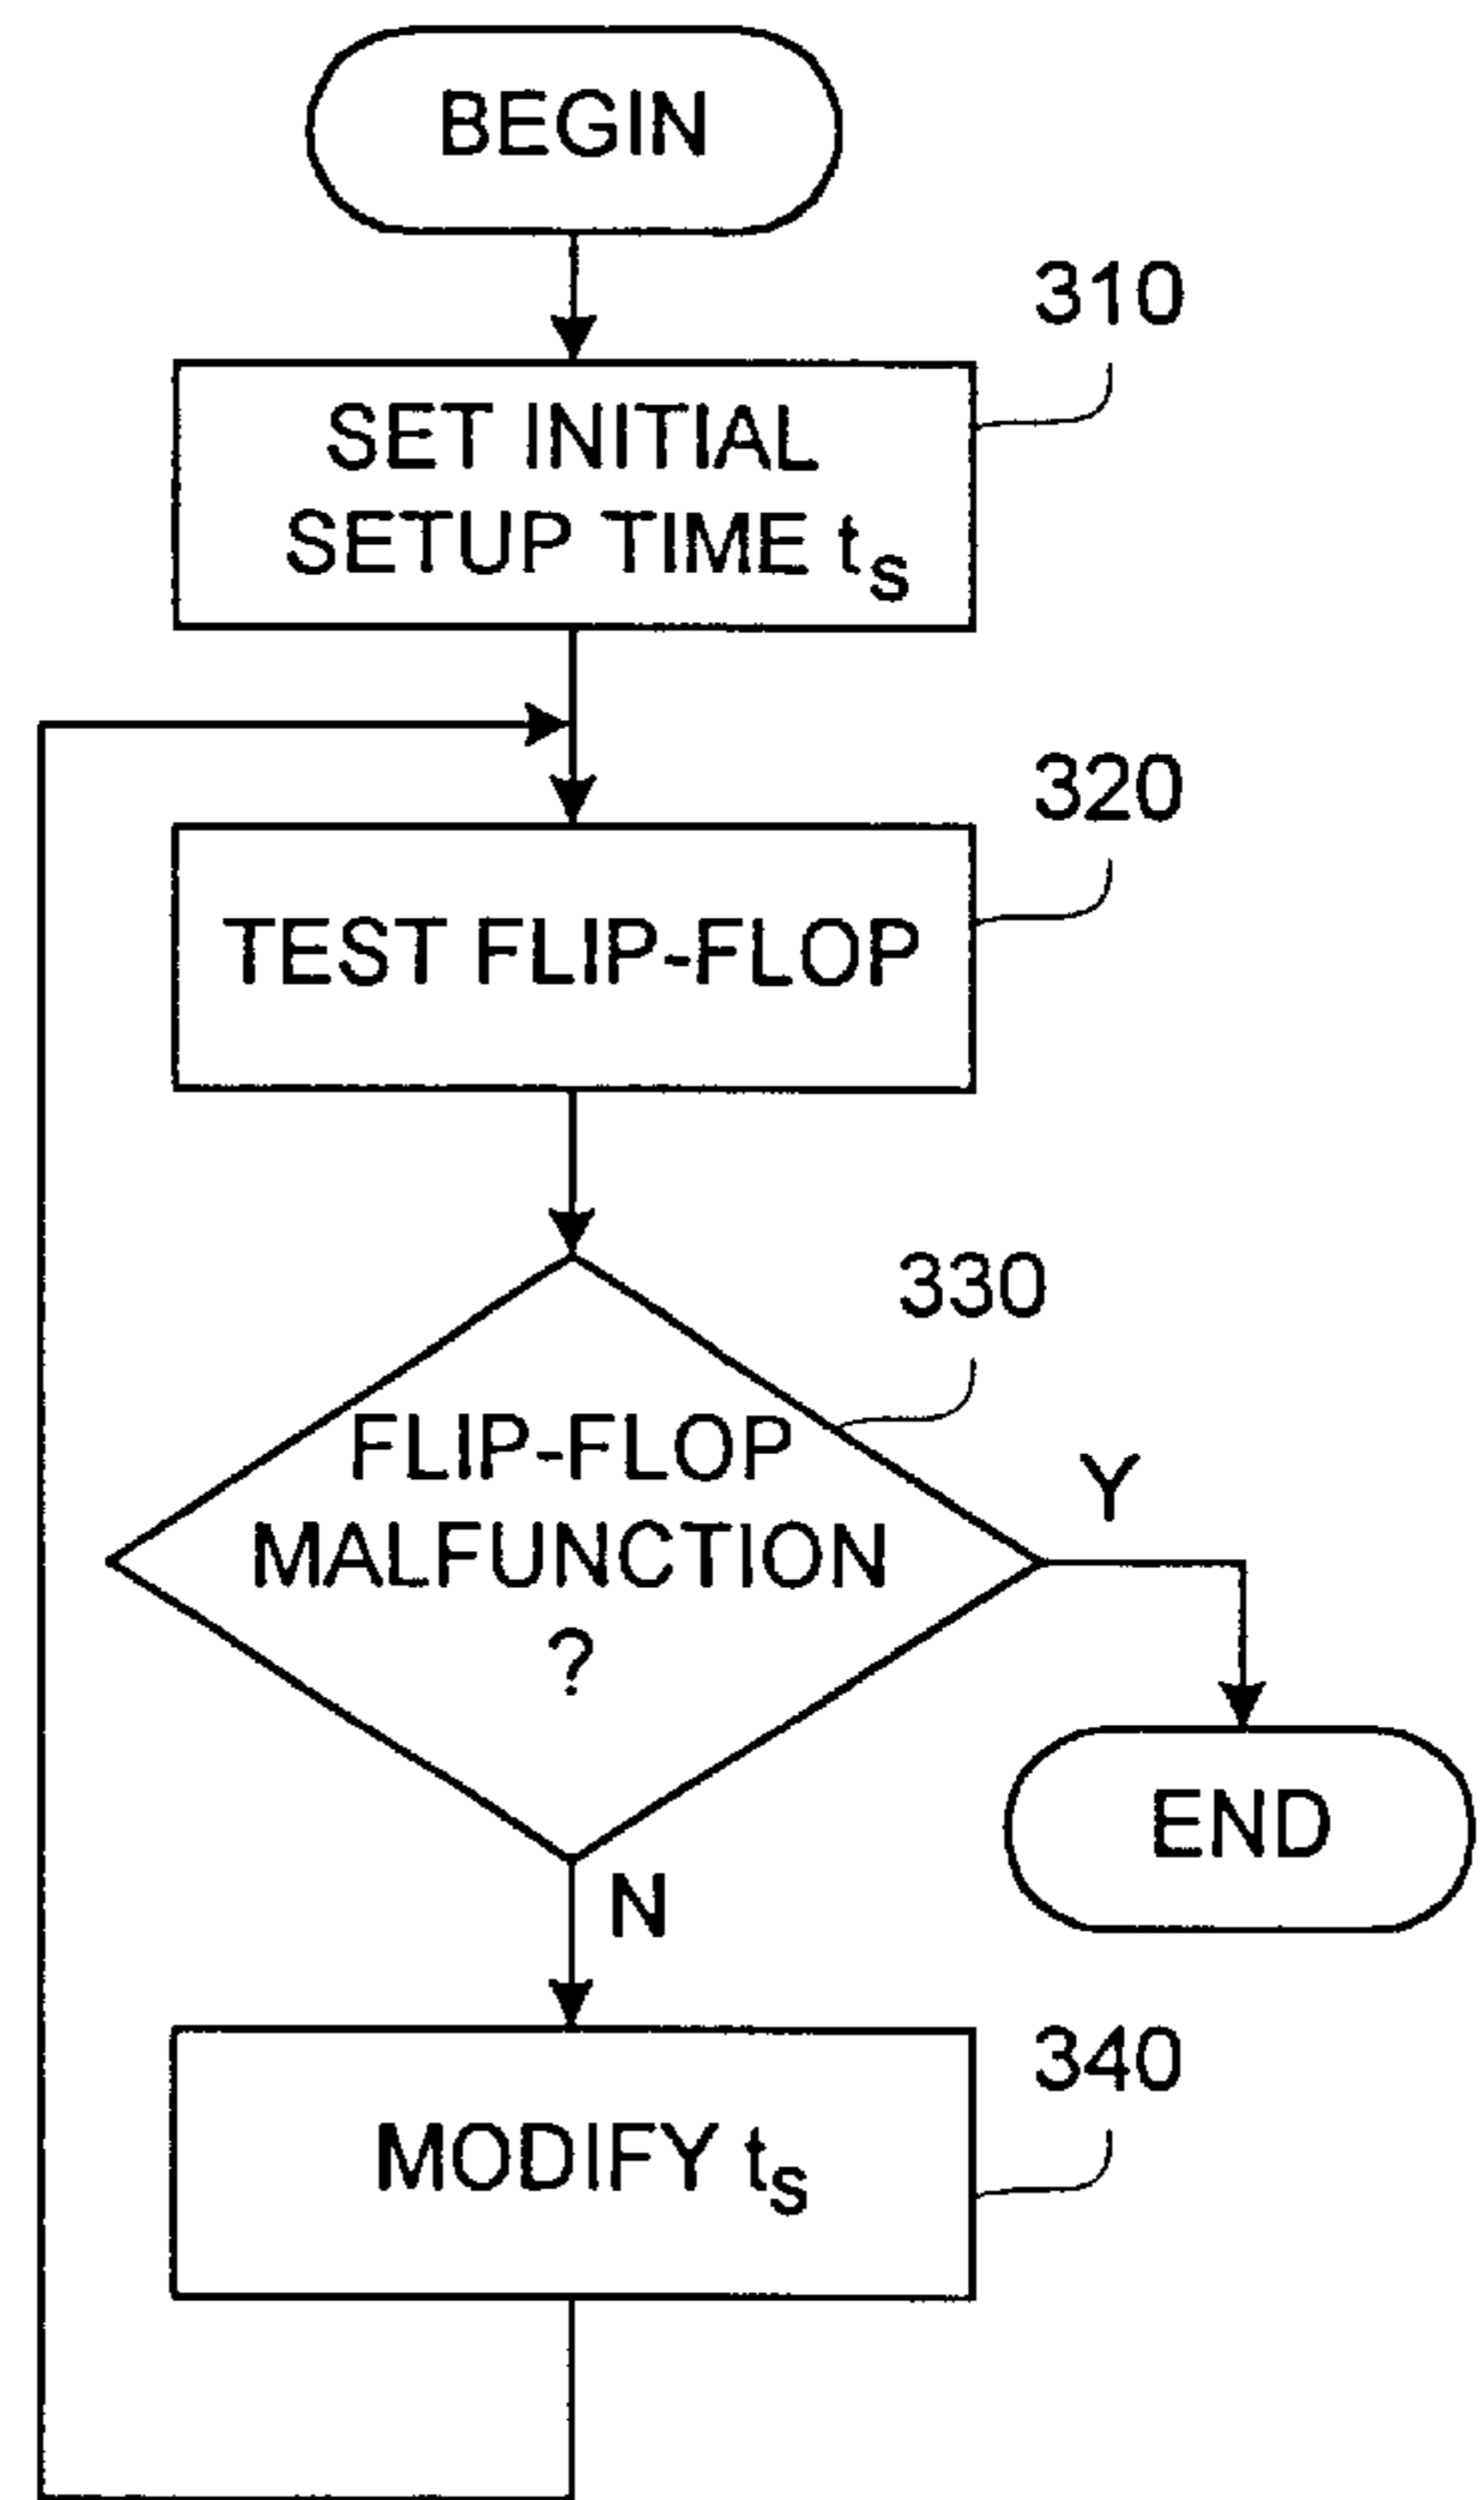 BEGIN
310
SET INITIAL
SETUP TIME ts
320
TEST FLIP-FLOP
330
FLIP-FLOP
MALFUNCTION
?
Y
END
N
340
MODIFY ts